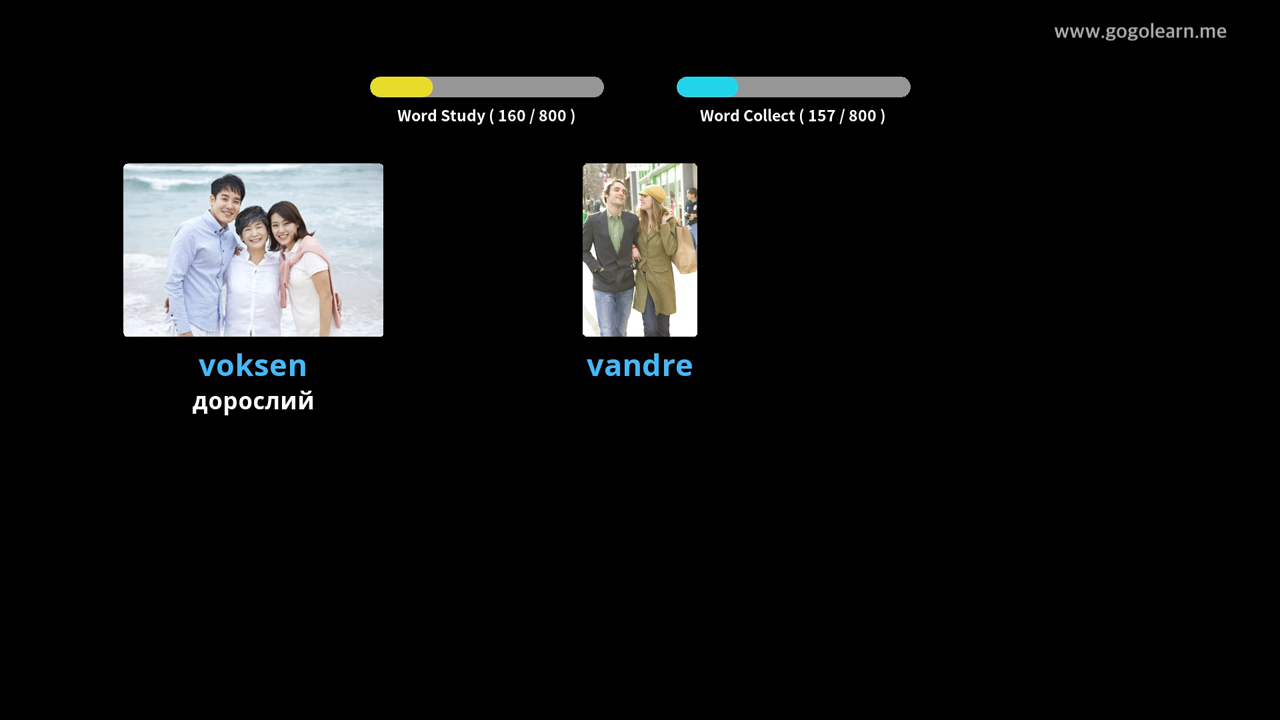 www.gogolearn.me
Word Study ( 160 / 800 )
Word Collect ( 157 / 800 )
voksen
дорослий
vandre